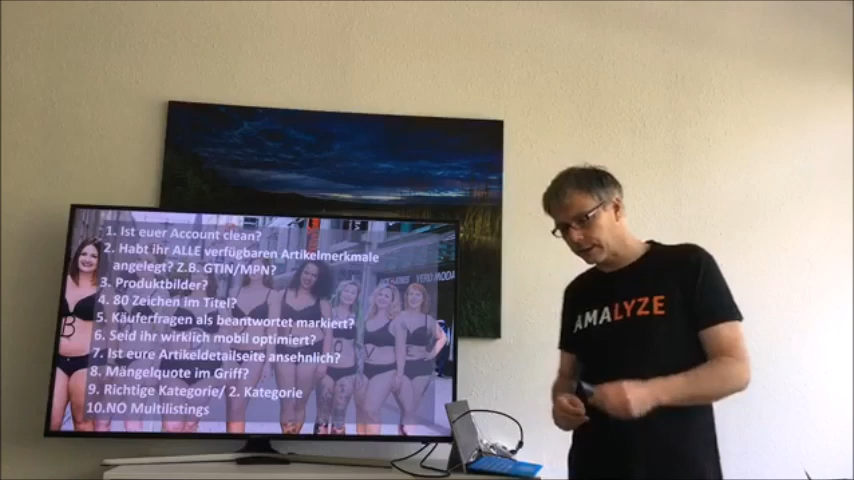 1. Ist euer Account clean?
2. Habt ihr ALLE verfügbaren Artikelmerkmale
angelegt? Z.B. GTIN/MPN?
3. Produktbilder?
4. 80 Zeichen im Titel?
5. Käuferfragen als beantwortet markiert?
6. Seid ihr wirklich mobil optimiert?
7. Ist eure Artikeldetailseite ansehnlich?
8. Mängelquote im Griff?
9. Richtige Kategorie/ 2. Kategorie
10.NO Multilistings
VERO MODA
B
AMALYZE